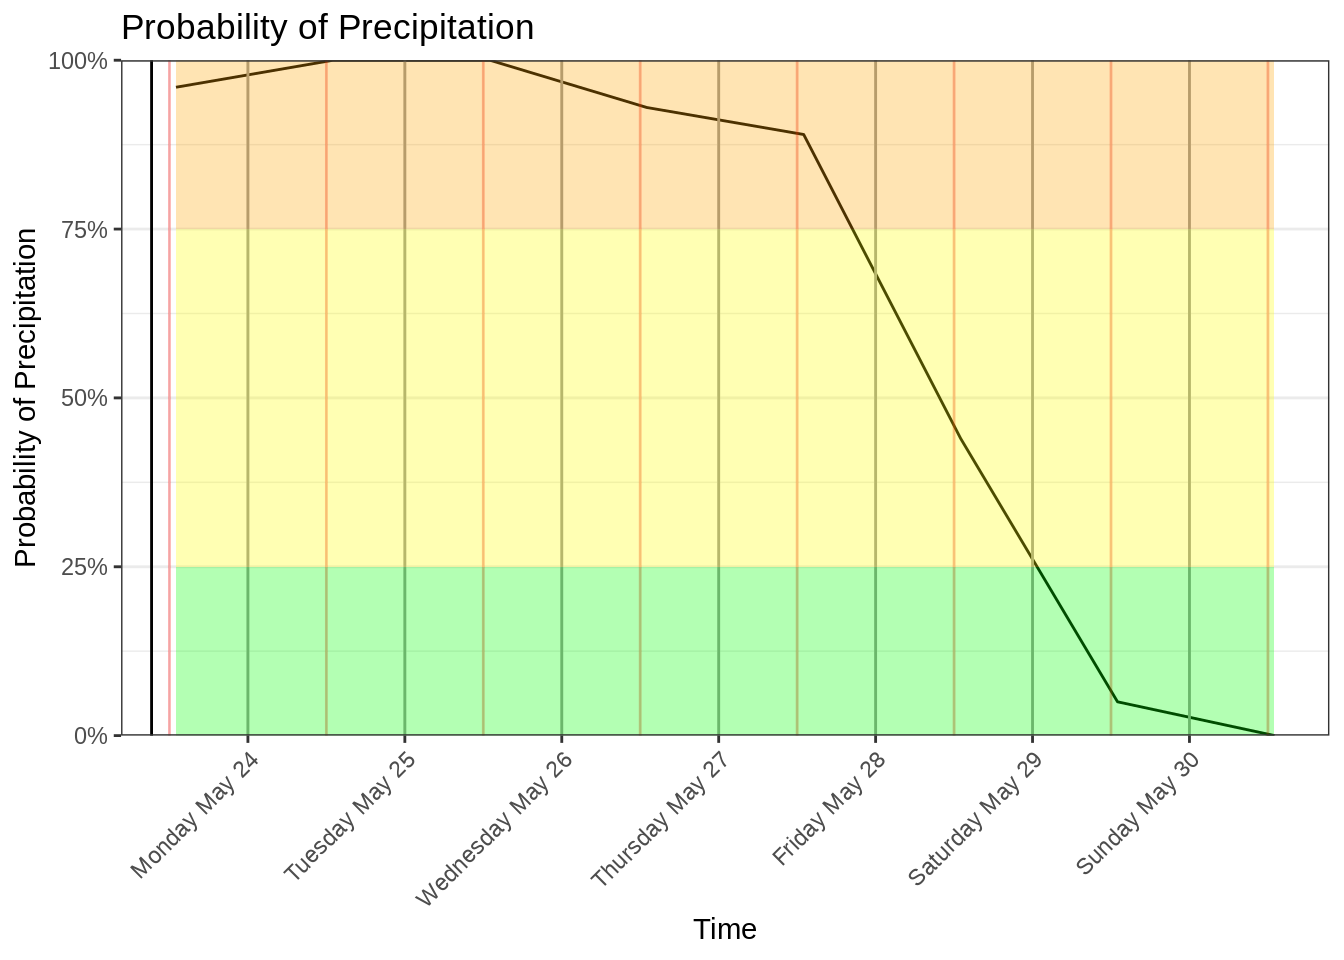 Probability of Precipitation
Probability of Precipitation
100%
75%
50%
25%
0%
Monday May 24
Tuesday May 25
Wednesday May 26
Thursday May 27
Friday May 28
Saturday May 29
Sunday May 30
Time